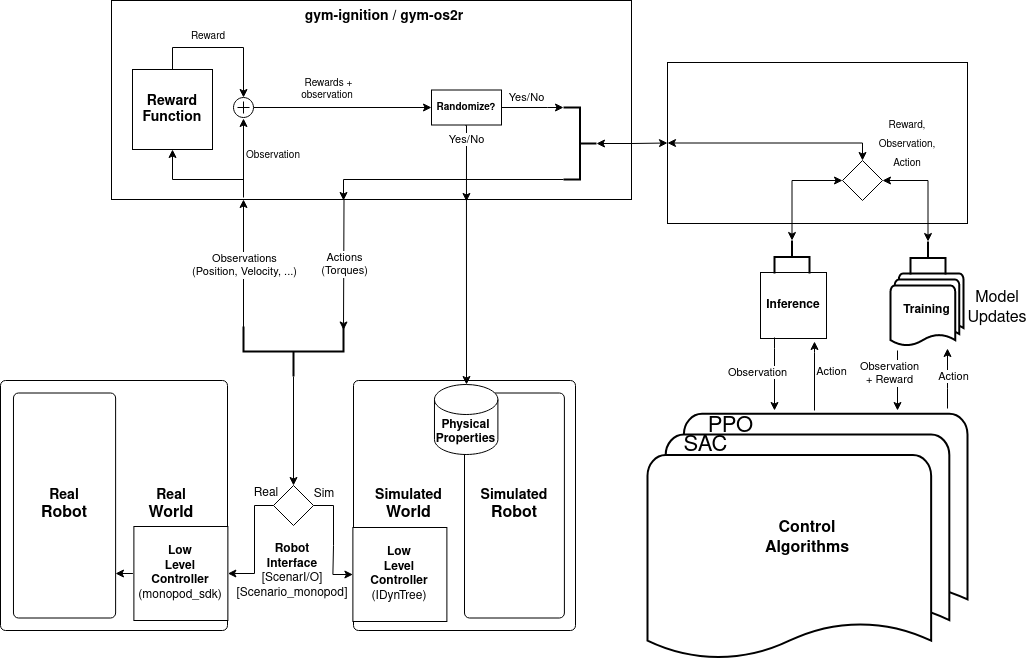 gym-ignition / gym-os2r
Reward
Reward
Function
Rewards +
observation
Randomize?
Yes/No
Yes/No
Observation
Reward,
Observation,
Action
Observations
(Position, Velocity, ...)
Actions
(Torques)
Inference
Training
Model
Updates
Observation
Action
Observation
+ Reward
Action
Physical
Properties
Real
Robot
Real
World
Low
Level
Controller
(monopod_sdk)
Real
Sim
Robot
Interface
[ScenarI/O]
[Scenario_monopod]
Simulated
World
Low
Level
Controller
(IDynTree)
Simulated
Robot
PPO
SAC
Control
Algorithms